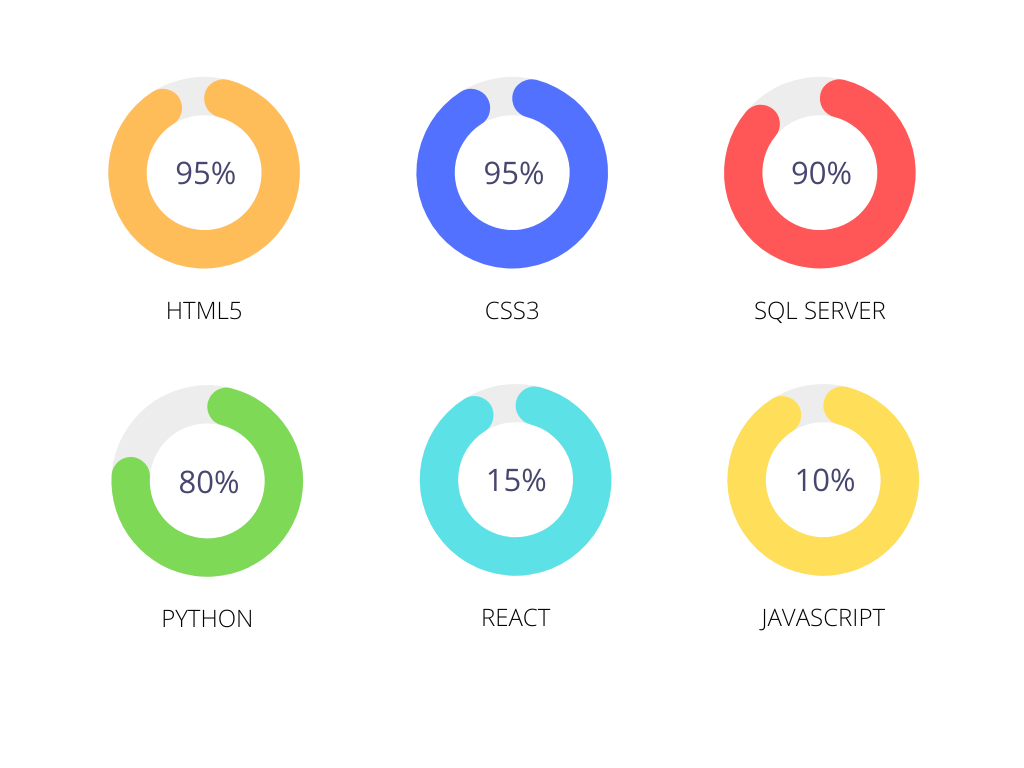 95%
95%
90%
HTML5
CSS3
SQL SERVER
80%
15%
10%
PYTHON
REACT
JAVASCRIPT